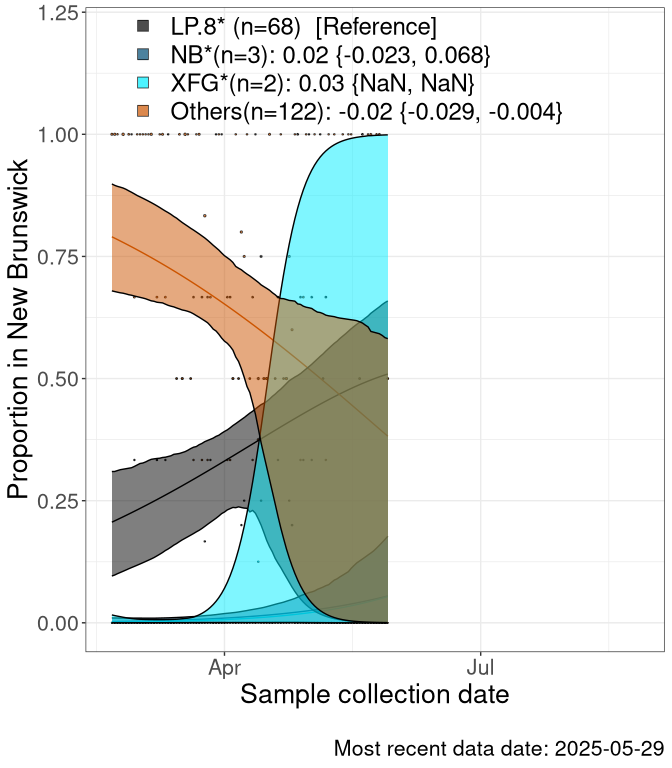 1.25
LP.8* (n=68)  [Reference]
NB*(n=3): 0.02 {-0.023, 0.068}
XFG*(n=2): 0.03 {NaN, NaN}
Others(n=122): -0.02 {-0.029, -0.004}
1.00
0.75
0.50
0.25
0.00
Proportion in New Brunswick
Apr
Jul
Sample collection date
Most recent data date: 2025-05-29